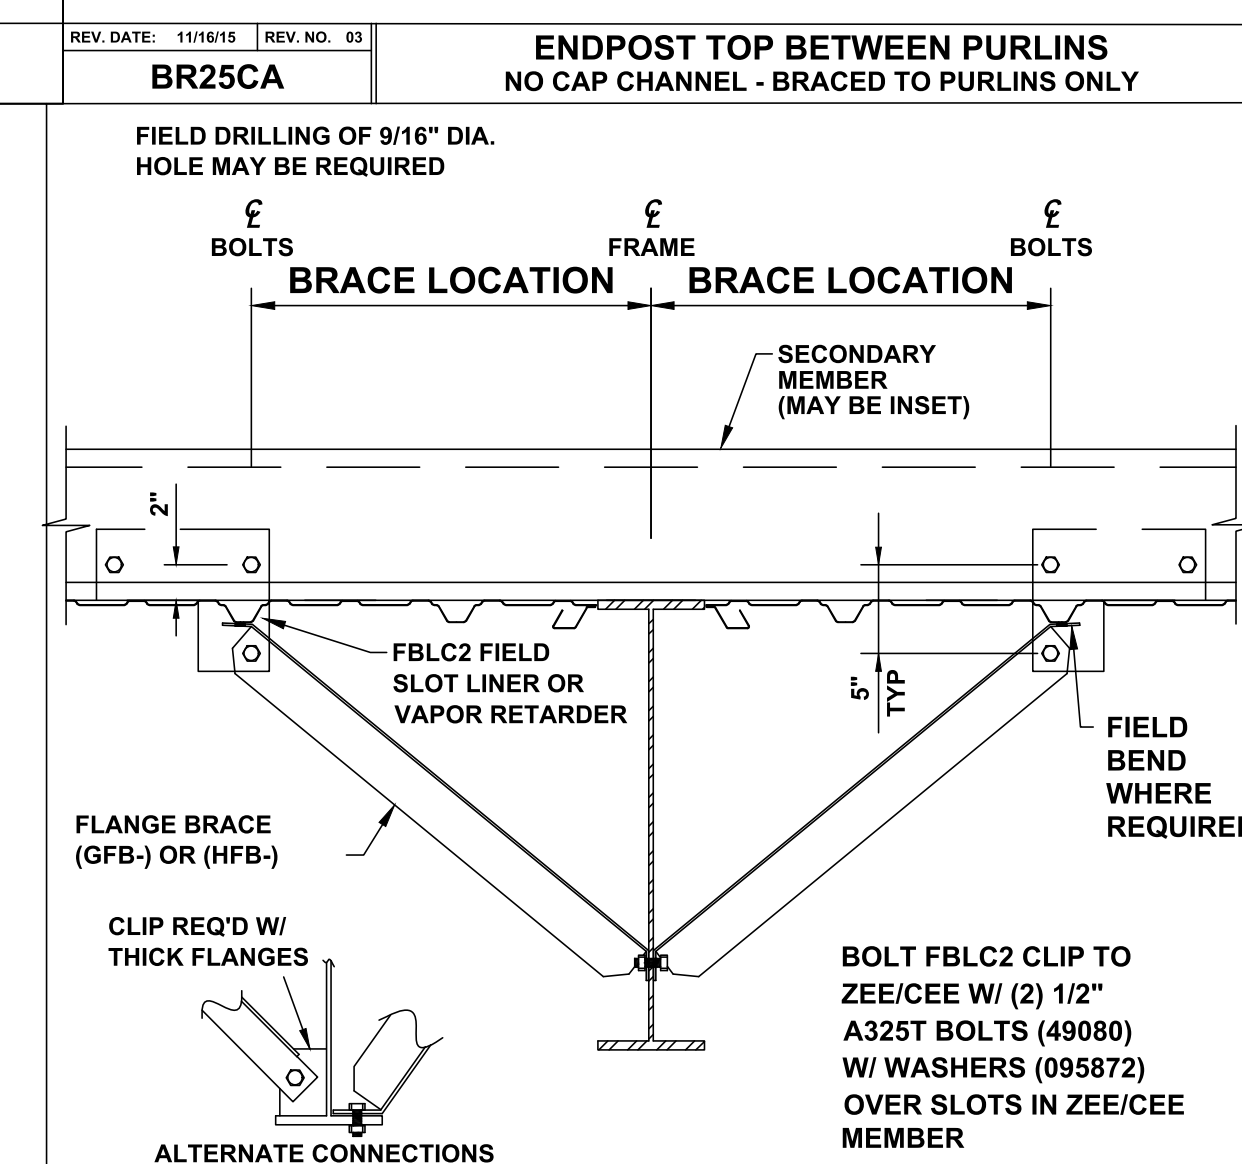 REV. DATE: 11/16/15 REV. NO. 03
BR25CA
ENDPOST TOP BETWEEN PURLINS
NO CAP CHANNEL - BRACED TO PURLINS ONLY
FIELD DRILLING OF 9/16" DIA.
HOLE MAY BE REQUIRED
℄ ℄ ℄
BOLTS FRAME BOLTS
BRACE LOCATION BRACE LOCATION
SECONDARY
MEMBER
(MAY BE INSET)
2"
FBLC2 FIELD
SLOT LINER OR
VAPOR RETARDER
5"
TYP
FIELD
BEND
WHERE
REQUIRE
FLANGE BRACE
(GFB-) OR (HFB-)
CLIP REQ'D W/
THICK FLANGES
ALTERNATE CONNECTIONS
BOLT FBLC2 CLIP TO
ZEE/CEE W/ (2) 1/2"
A325T BOLTS (49080)
W/ WASHERS (095872)
OVER SLOTS IN ZEE/CEE
MEMBER